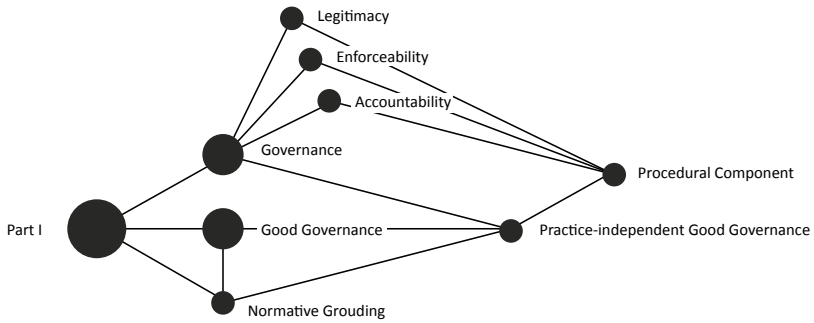 Legitimacy
Enforceability
Accountability
Governance
Procedural Component
Part I
Good Governance
Practice-independent Good Governance
Normative Grouding